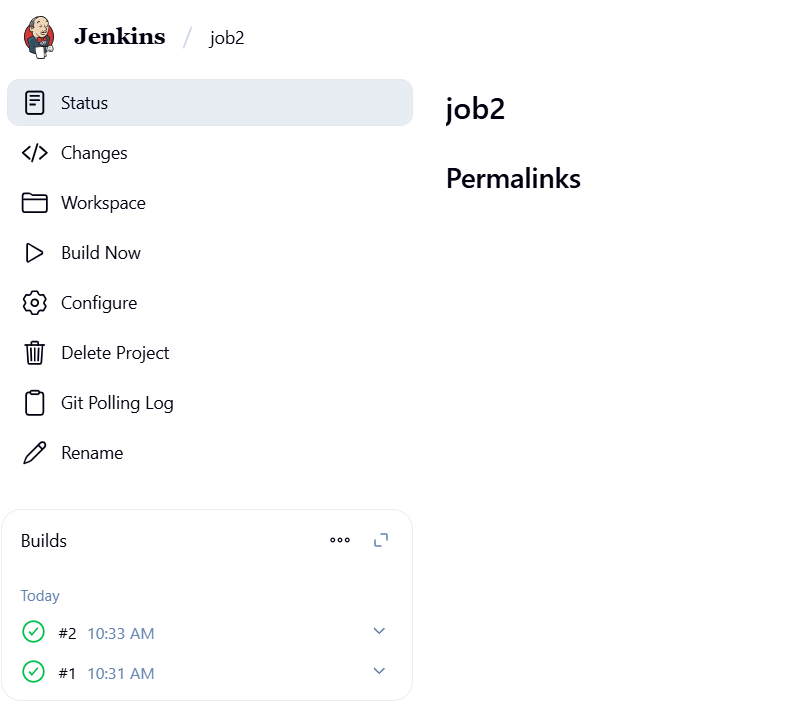 Jenkins / job2
Status
Changes
Workspace
Build Now
Configure
Delete Project
Git Polling Log
Rename
Builds
Today
#2 10:33 AM
#1 10:31 AM
job2
Permalinks